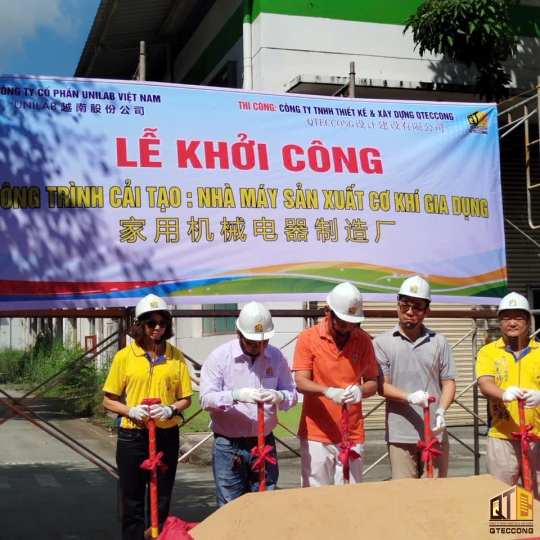 CÔNG TY CỔ PHẦN UNILAB VIỆT NAM
UNILAB越南股份公司
THI CÔNG: CÔNG TY TNHH THIẾT KẾ & XÂY DỰNG QTECCONG
QTECCONG设计建设有限公司
LỄ KHỞI CÔNG
CÔNG TRÌNH CẢI TẠO : NHÀ MÁY SẢN XUẤT CƠ KHÍ GIA DỤNG
家用机械电器制造厂
QTECCONG